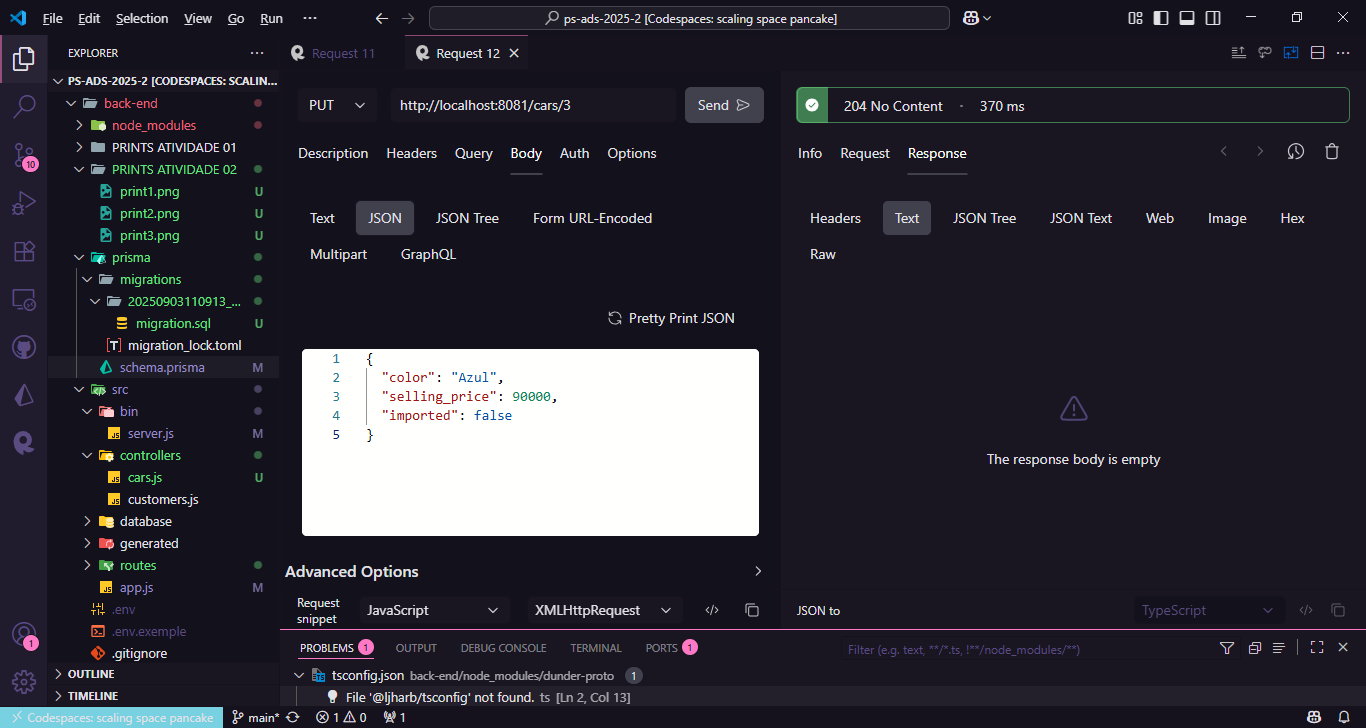 File Edit Selection View Go Run ··· ps-ads-2025-2 [Codespaces: scaling space pancake]
EXPLORER ···
PS-ADS-2025-2 [CODESPACES: SCALIN...
back-end
node_modules
PRINTS ATIVIDADE 01
PRINTS ATIVIDADE 02
print1.png U
print2.png U
print3.png U
prisma
migrations
20250903110913_...
migration.sql U
migration_lock.toml
schema.prisma M
src
bin
server.js M
controllers
cars.js U
customers.js
database
generated
routes
app.js M
.env
.env.exemple
.gitignore
OUTLINE
TIMELINE
10
1
Request 11 Request 12
PUT http://localhost:8081/cars/3 Send
Description Headers Query Body Auth Options
Text JSON JSON Tree Form URL-Encoded
Multipart GraphQL
Pretty Print JSON
1 {
2 "color": "Azul",
3 "selling_price": 90000,
4 "imported": false
5 }
Advanced Options
Request snippet JavaScript XMLHttpRequest
204 No Content · 370 ms
Info Request Response
Headers Text JSON Tree JSON Text Web Image Hex
Raw
The response body is empty
JSON to TypeScript
PROBLEMS 1 OUTPUT DEBUG CONSOLE TERMINAL PORTS 1 Filter (e.g. text, **/*.ts, !**/node_modules/**)
tsconfig.json back-end/node_modules/dunder-proto 1
File '@ljharb/tsconfig' not found. ts [Ln 2, Col 13]
Codespaces: scaling space pancake main* 1 0 1